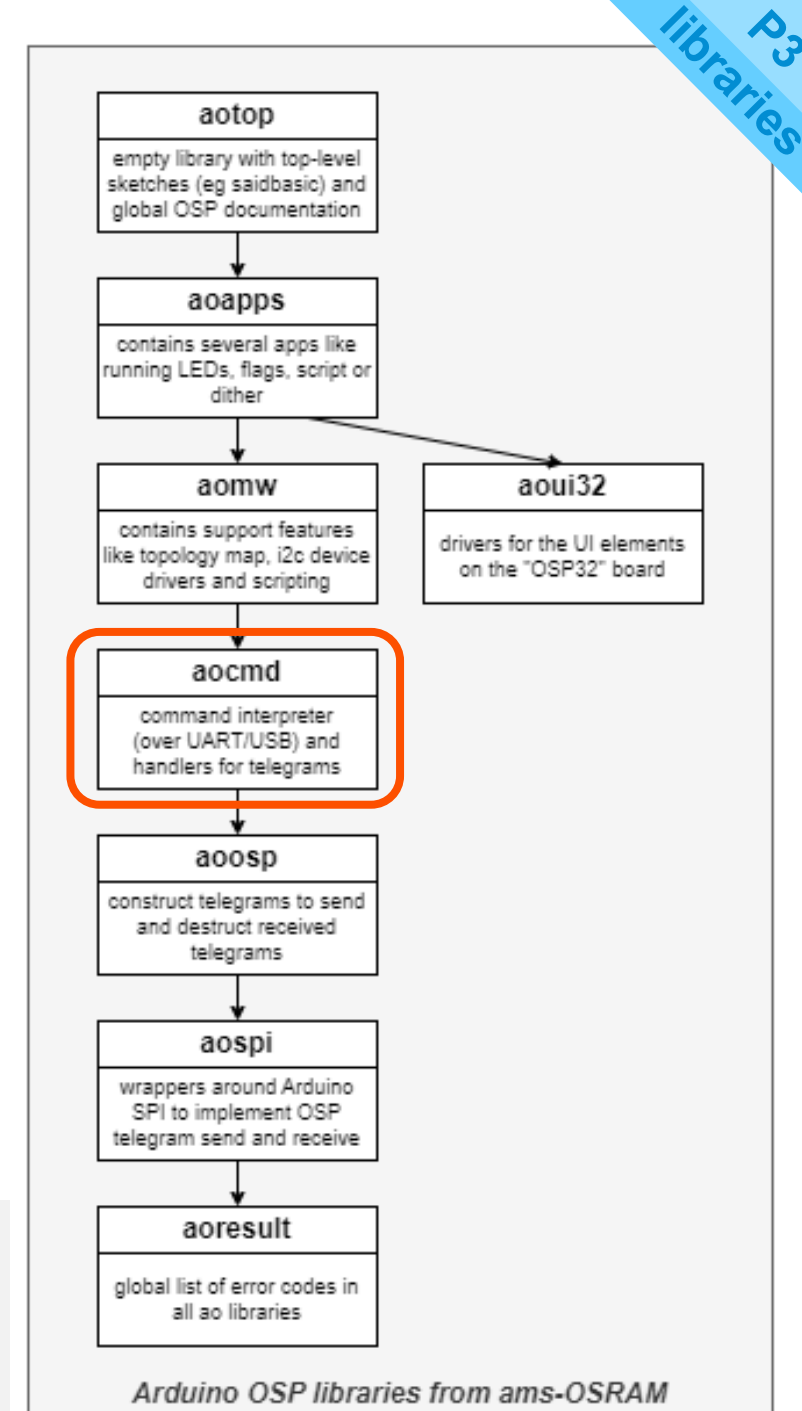 P3
libraries
aotop
empty library with top-level
sketches (eg saidbasic) and
global OSP documentation
aoapps
contains several apps like
running LEDs, flags, script or
dither
aomw
contains support features
like topology map, i2c device
drivers and scripting
aoui32
drivers for the UI elements
on the "OSP32" board
aocmd
command interpreter
(over UART/USB) and
handlers for telegrams
aoosp
construct telegrams to send
and destruct received
telegrams
aospi
wrappers around Arduino
SPI to implement OSP
telegram send and receive
aoresult
global list of error codes in
all ao libraries
Arduino OSP libraries from ams-OSRAM